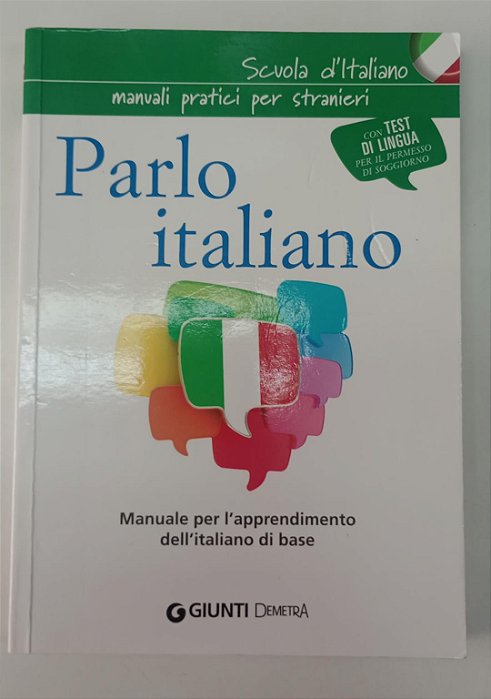 Scuola d'Italiano
manuali pratici per stranieri
CON TEST
DI LINGUA
PER IL PERMESSO
DI SOGGIORNO
Parlo
italiano
Manuale per l'apprendimento
dell'italiano di base
GIUNTI DEMETRA